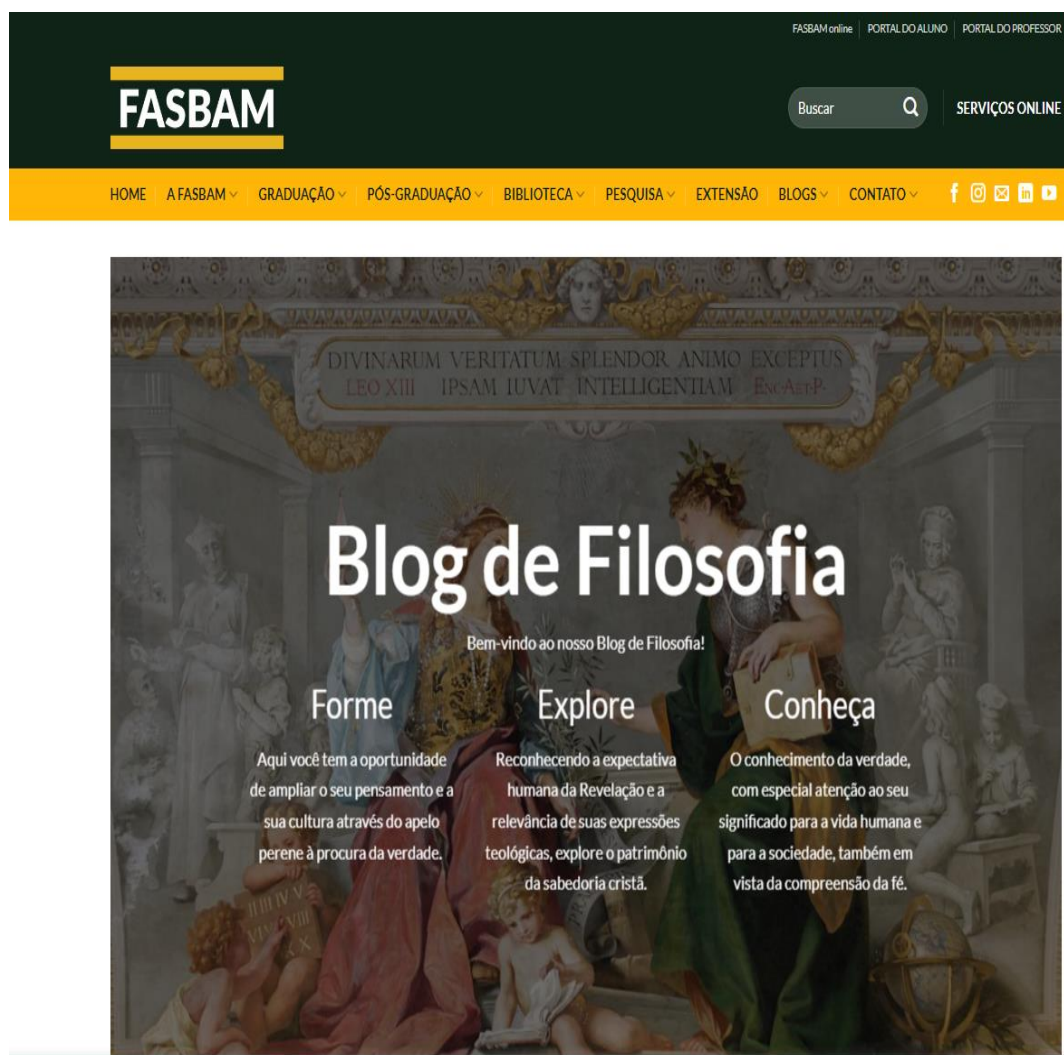 FASBAM online PORTAL DO ALUNO PORTAL DO PROFESSOR
FASBAM
Buscar
SERVIÇOS ONLINE
HOME A FASBAM GRADUAÇÃO PÓS-GRADUAÇÃO BIBLIOTECA PESQUISA EXTENSÃO BLOGS CONTATO
DIVINARUM VERITATUM SPLENDOR ANIMO EXCEPTUS
LEO XIII IPSAM IUVAT INTELLIGENTIAM ENC·AET·P·
Blog de Filosofia
Bem-vindo ao nosso Blog de Filosofia!
Forme
Aqui você tem a oportunidade
de ampliar o seu pensamento e a
sua cultura através do apelo
perene à procura da verdade.
Explore
Reconhecendo a expectativa
humana da Revelação e a
relevância de suas expressões
teológicas, explore o patrimônio
da sabedoria cristã.
Conheça
O conhecimento da verdade,
com especial atenção ao seu
significado para a vida humana e
para a sociedade, também em
vista da compreensão da fé.